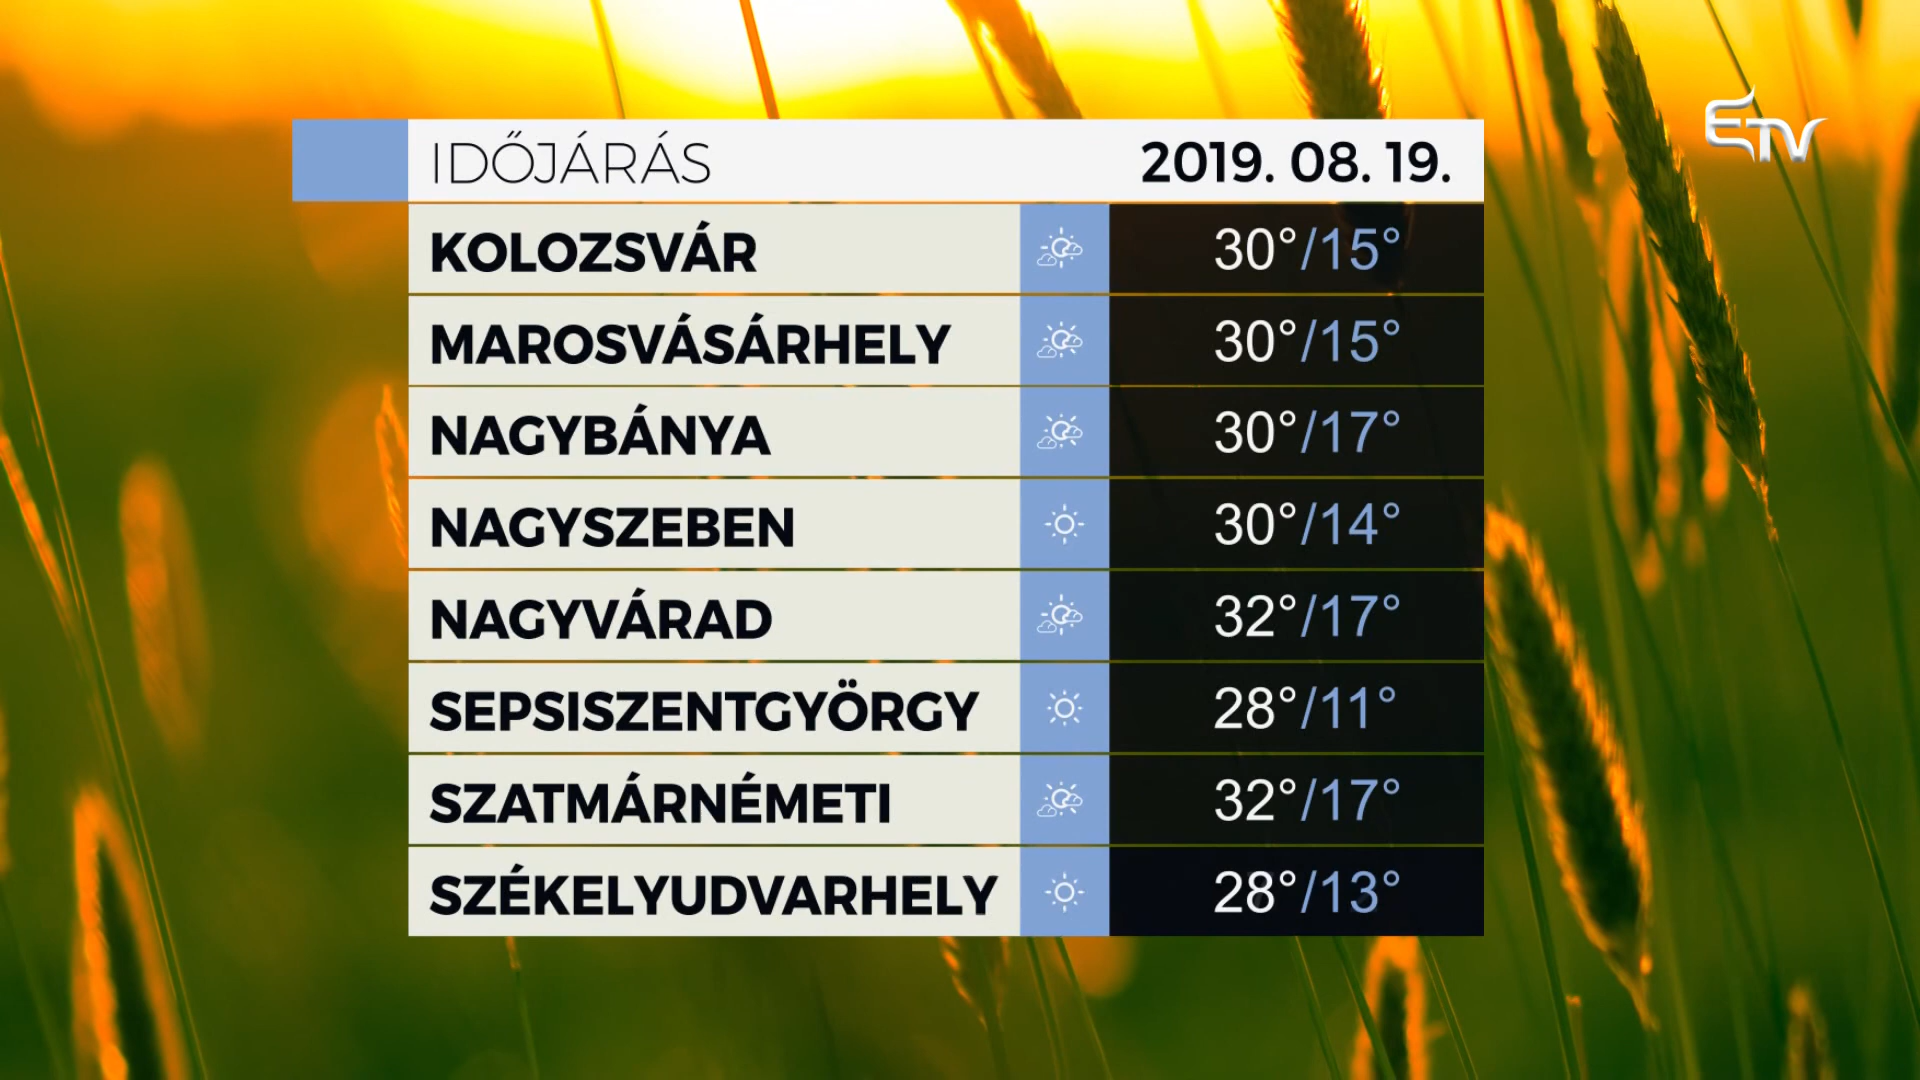 ETV
IDŐJÁRÁS 2019. 08. 19.
KOLOZSVÁR 30°/15°
MAROSVÁSÁRHELY 30°/15°
NAGYBÁNYA 30°/17°
NAGYSZEBEN 30°/14°
NAGYVÁRAD 32°/17°
SEPSISZENTGYÖRGY 28°/11°
SZATMÁRNÉMETI 32°/17°
SZÉKELYUDVARHELY 28°/13°